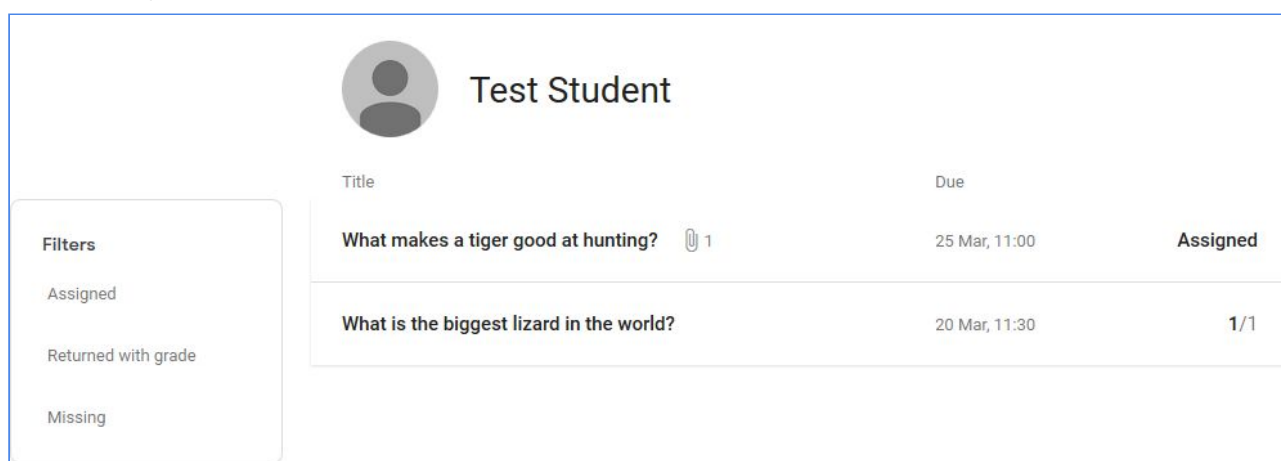 Test Student
Title Due
Filters
Assigned
Returned with grade
Missing
What makes a tiger good at hunting? 1 25 Mar, 11:00 Assigned
What is the biggest lizard in the world? 20 Mar, 11:30 1/1